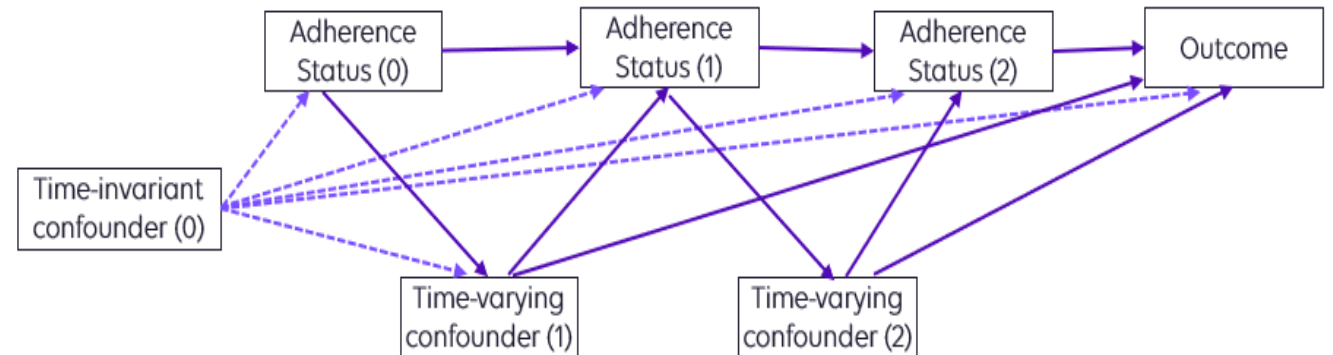 Adherence
Status (0)
Adherence
Status (1)
Adherence
Status (2)
Outcome
Time-invariant
confounder (0)
Time-varying
confounder (1)
Time-varying
confounder (2)